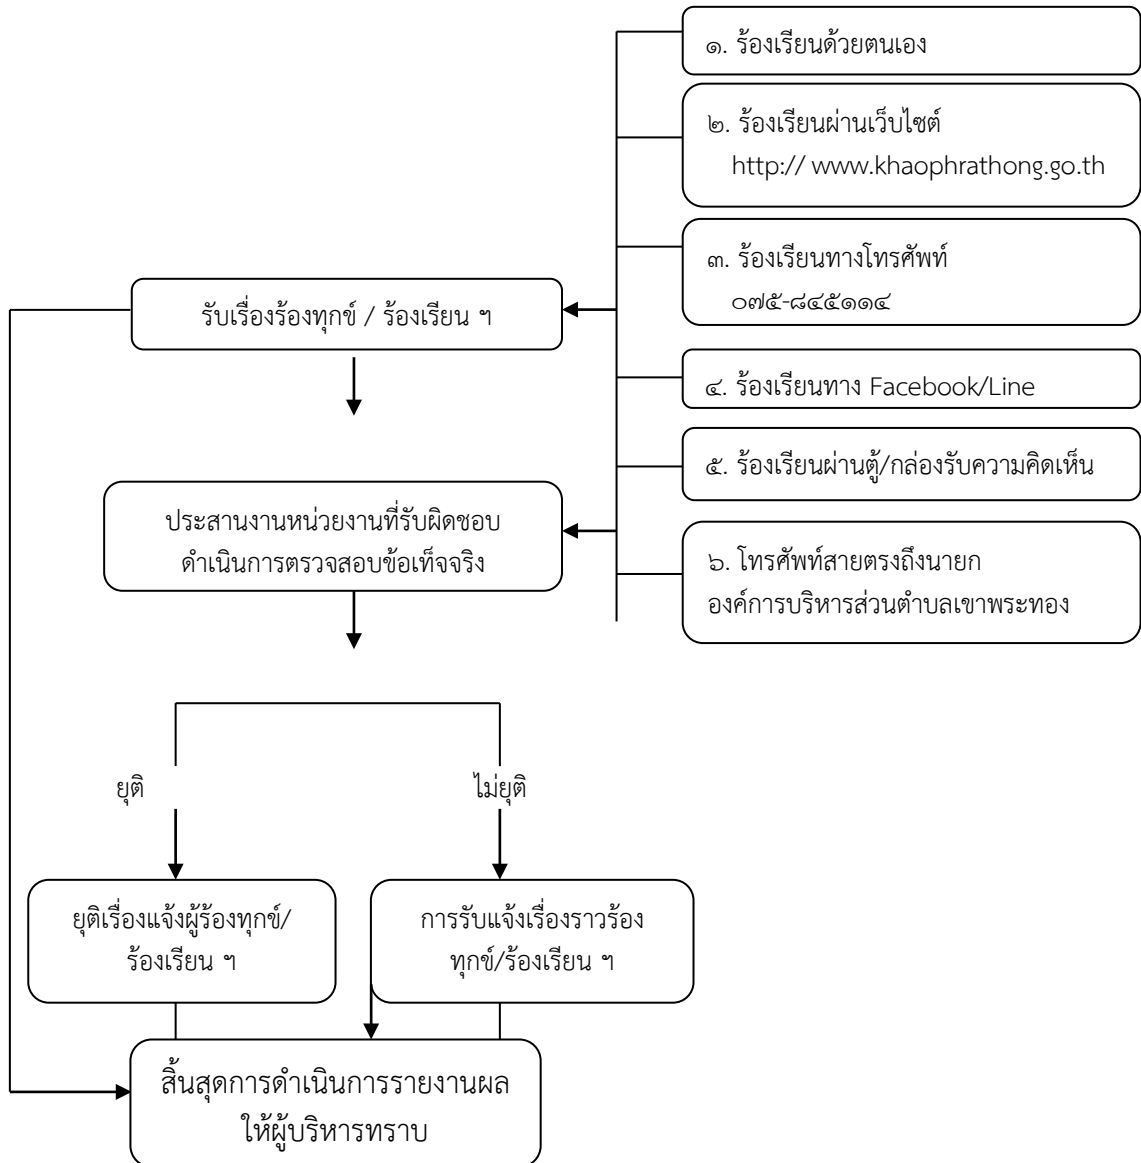 ๑. ร้องเรียนด้วยตนเอง
๒. ร้องเรียนผ่านเว็บไซต์
http:// www.khaophrathong.go.th
๓. ร้องเรียนทางโทรศัพท์
๐๗๕-๘๔๕๑๑๔
๔. ร้องเรียนทาง Facebook/Line
๕. ร้องเรียนผ่านตู้/กล่องรับความคิดเห็น
๖. โทรศัพท์สายตรงถึงนายก
องค์การบริหารส่วนตำบลเขาพระทอง
รับเรื่องร้องทุกข์ / ร้องเรียน ฯ
ประสานงานหน่วยงานที่รับผิดชอบ
ดำเนินการตรวจสอบข้อเท็จจริง
ยุติ
ไม่ยุติ
ยุติเรื่องแจ้งผู้ร้องทุกข์/
ร้องเรียน ฯ
การรับแจ้งเรื่องราวร้อง
ทุกข์/ร้องเรียน ฯ
สิ้นสุดการดำเนินการรายงานผล
ให้ผู้บริหารทราบ